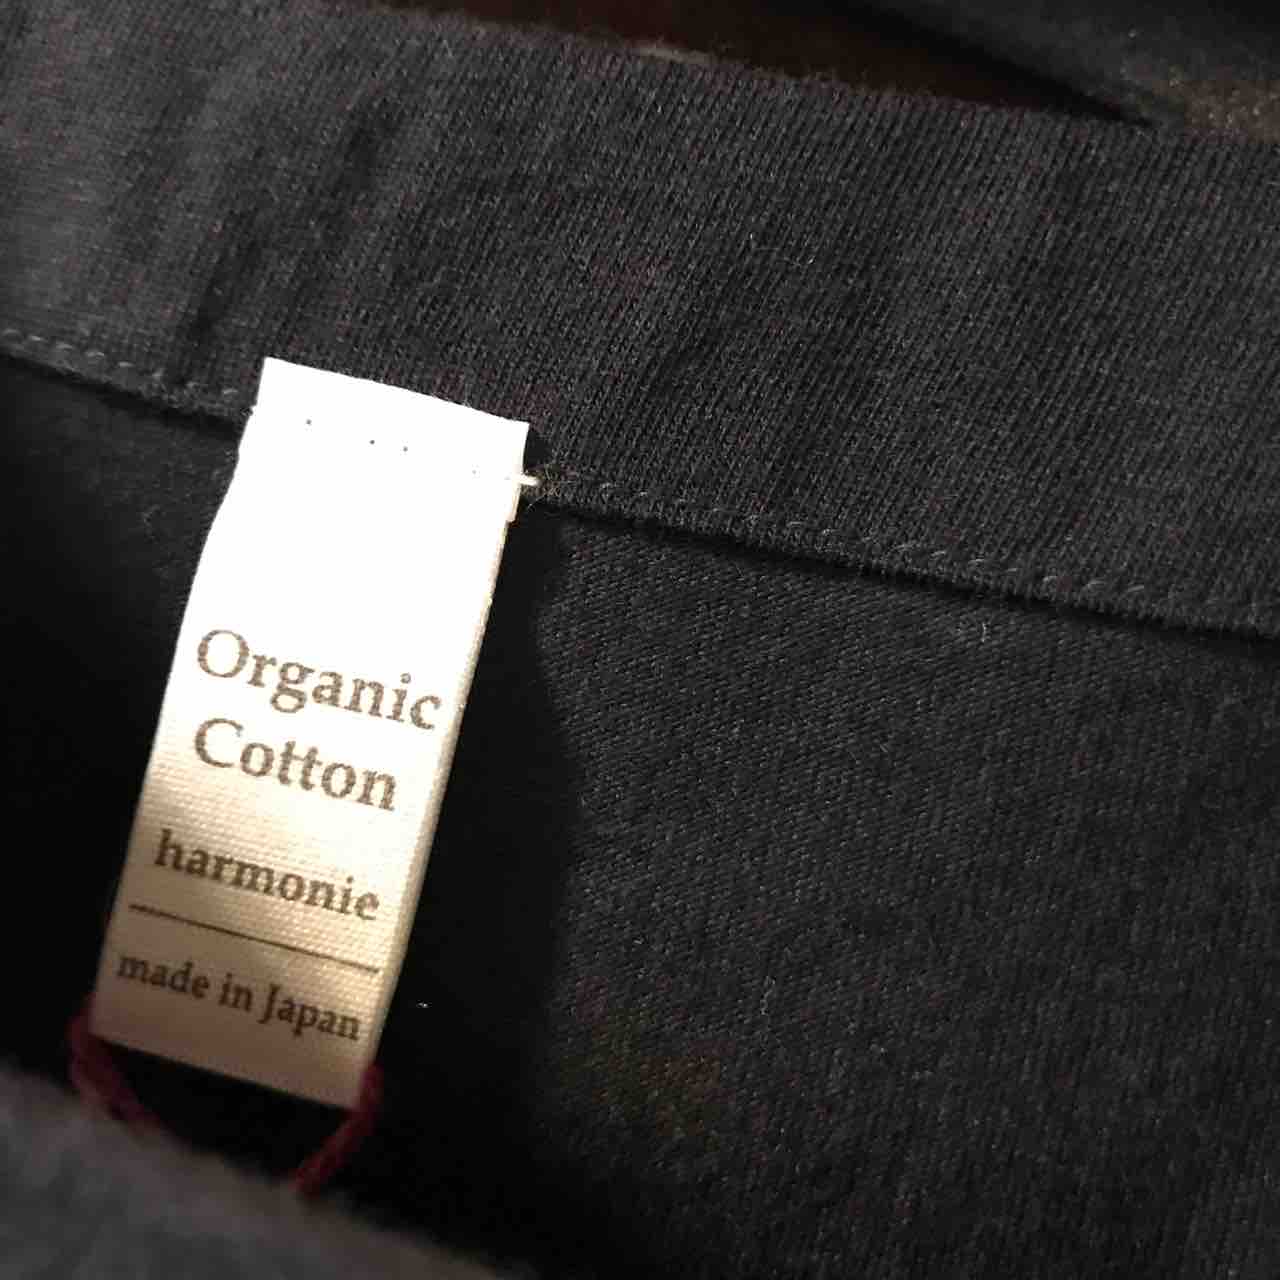 Organic
Cotton
harmonie
made in Japan